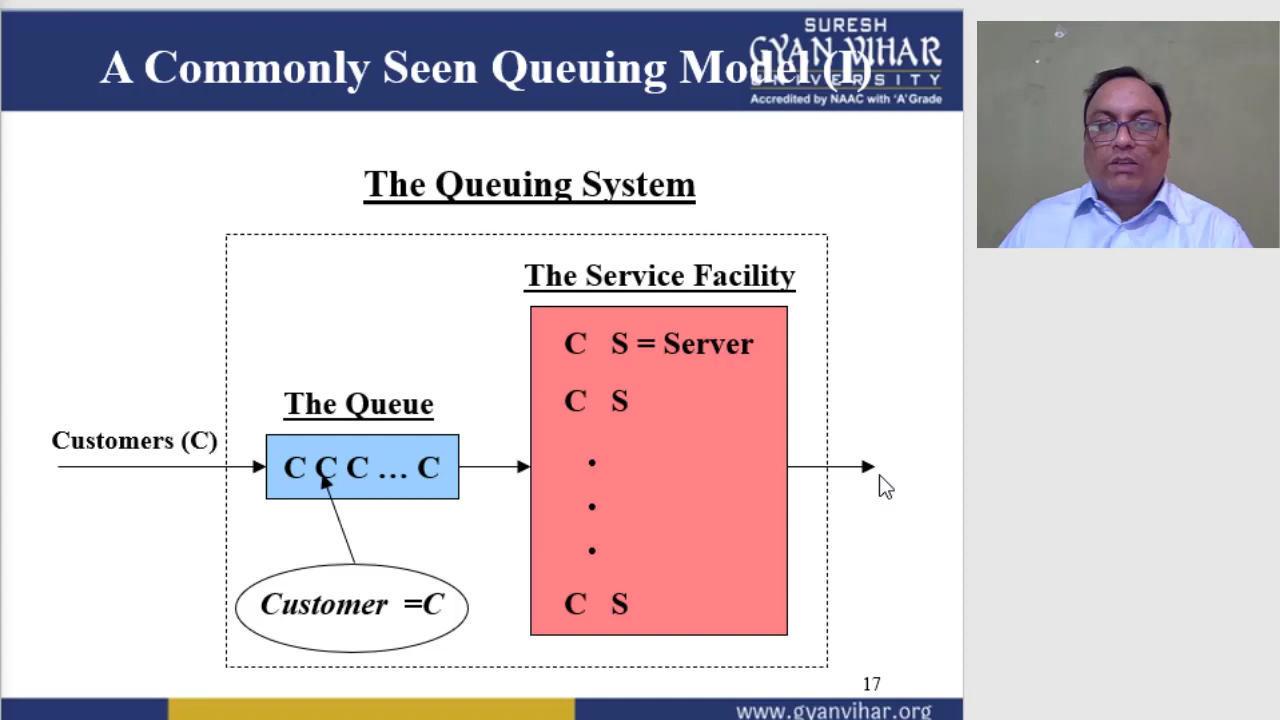 A Commonly Seen Queuing Model (I)
SURESH
GYAN VIHAR
UNIVERSITY
Accredited by NAAC with 'A' Grade
The Queuing System
The Service Facility
C S = Server
C S
The Queue
Customers (C)
C C C … C
.
.
.
Customer =C
C S
17
www.gyanvihar.org